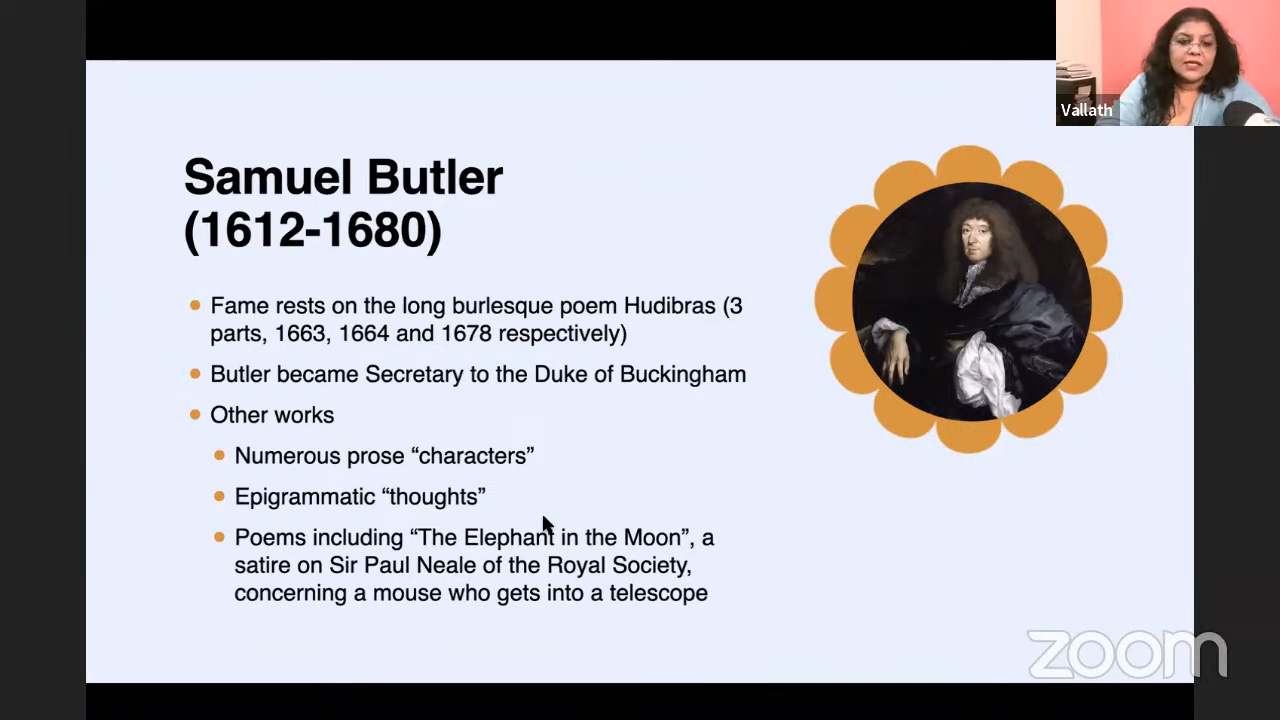 Vallath
Samuel Butler
(1612-1680)
Fame rests on the long burlesque poem Hudibras (3
parts, 1663, 1664 and 1678 respectively)
Butler became Secretary to the Duke of Buckingham
Other works
Numerous prose “characters”
Epigrammatic “thoughts”
Poems including “The Elephant in the Moon”, a
satire on Sir Paul Neale of the Royal Society,
concerning a mouse who gets into a telescope
zoom